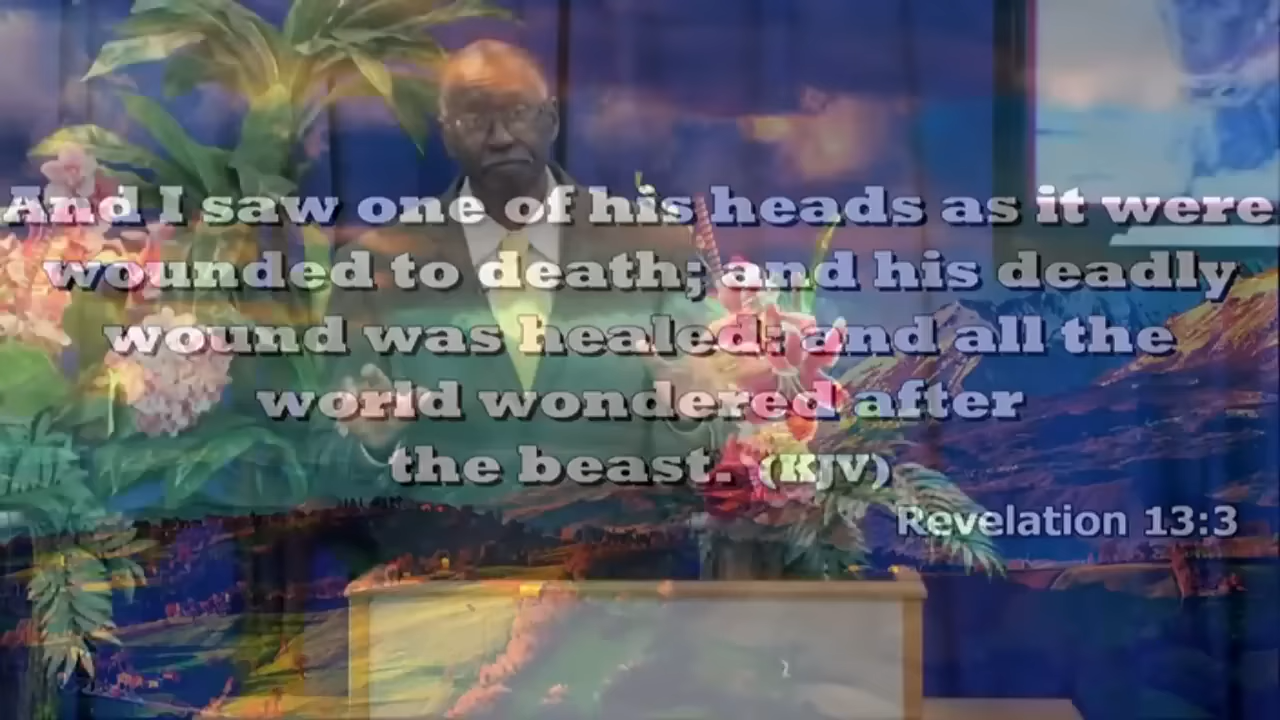 And I saw one of his heads as it were
wounded to death; and his deadly
wound was healed: and all the
world wondered after
the beast. (KJV)
Revelation 13:3